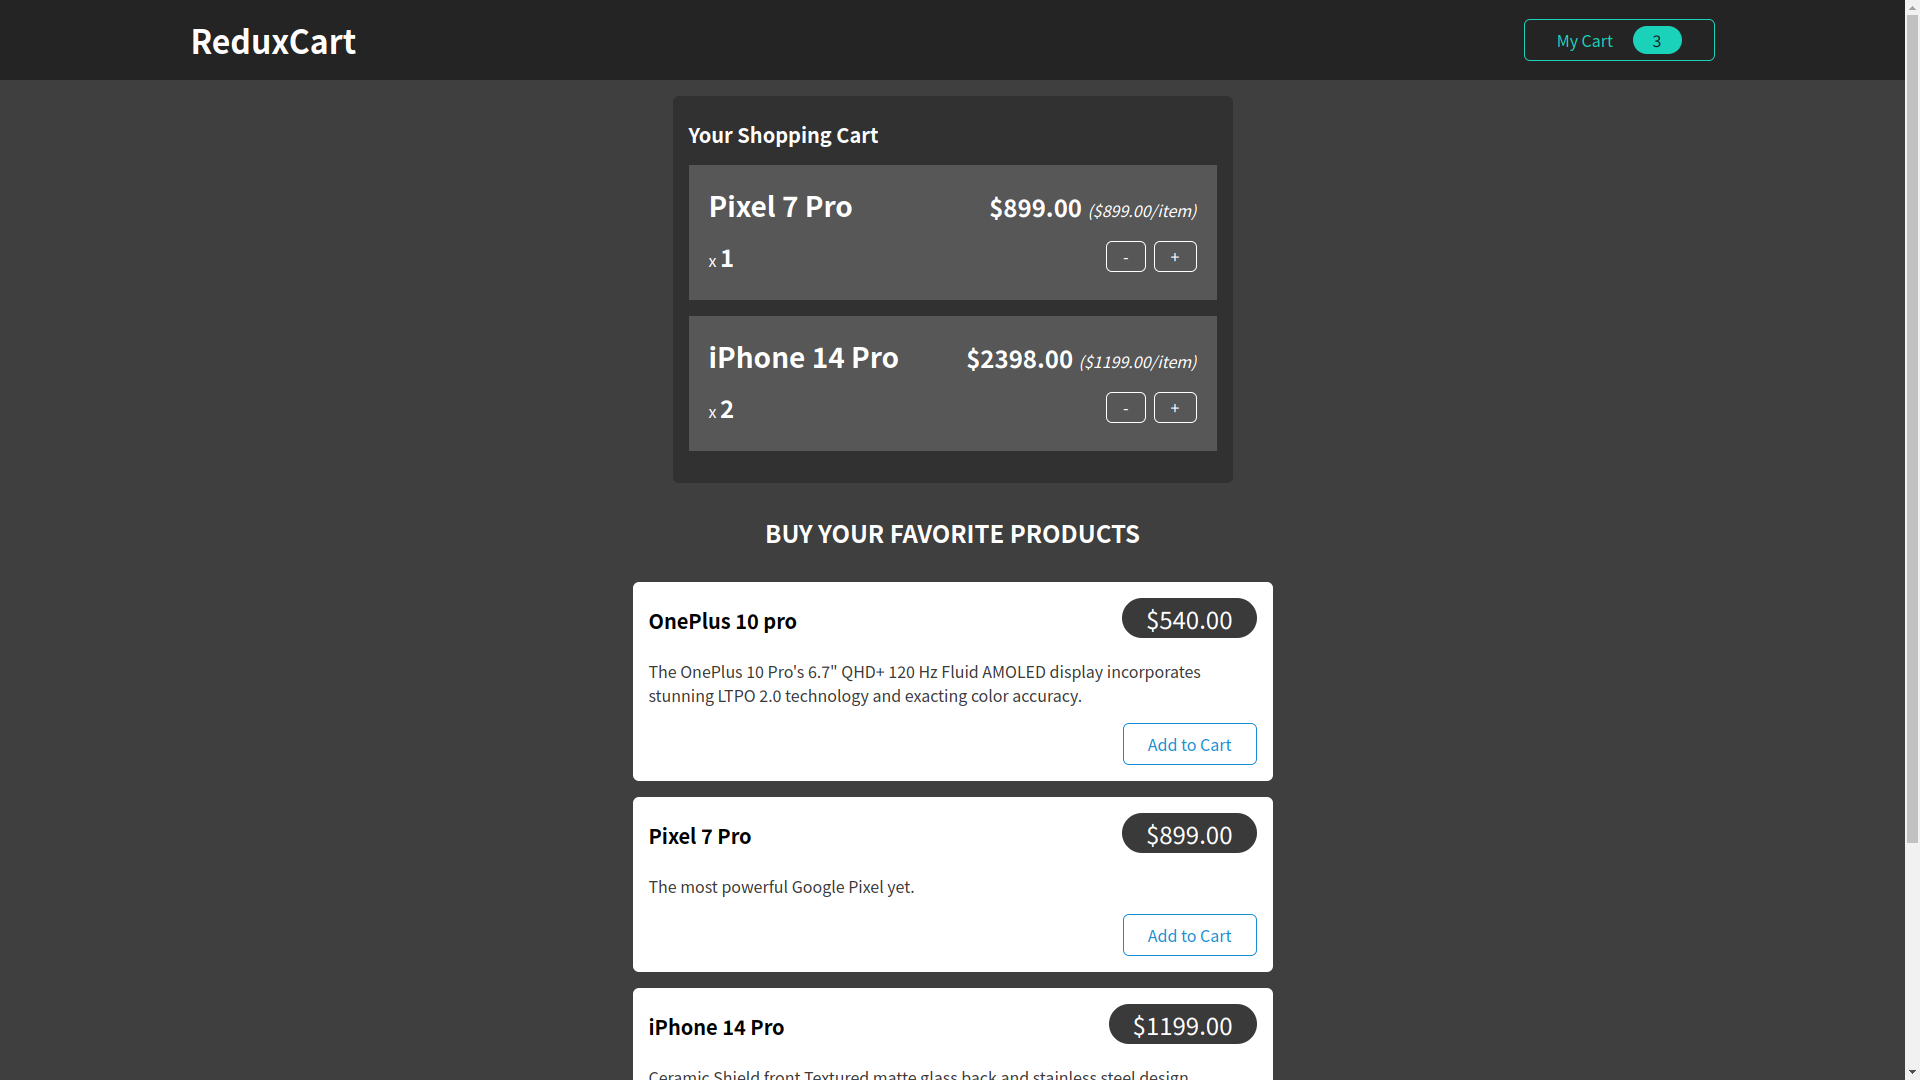 ReduxCart
My Cart 3
Your Shopping Cart
Pixel 7 Pro $899.00 ($899.00/item)
x 1 - +
iPhone 14 Pro $2398.00 ($1199.00/item)
x 2 - +
BUY YOUR FAVORITE PRODUCTS
OnePlus 10 pro $540.00
The OnePlus 10 Pro's 6.7" QHD+ 120 Hz Fluid AMOLED display incorporates
stunning LTPO 2.0 technology and exacting color accuracy.
Add to Cart
Pixel 7 Pro $899.00
The most powerful Google Pixel yet.
Add to Cart
iPhone 14 Pro $1199.00
Ceramic Shield front Textured matte glass back and stainless steel design